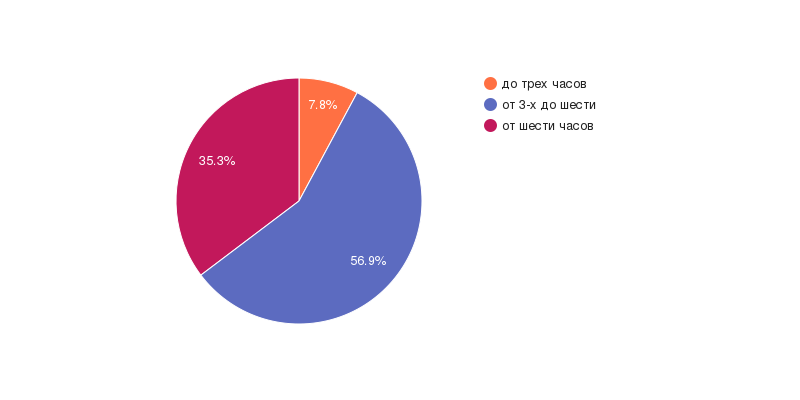 7.8%
35.3%
56.9%
до трех часов
от 3-х до шести
от шести часов